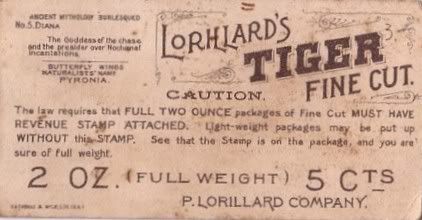 ANCIENT MYTHOLOGY BURLESQUED
No. 5. DIANA
The Goddess of the chase
and the presider over Nocturnal
Incantations.
BUTTERFLY WINGS
NATURALISTS' NAME
PYRONIA.
LORILLARD'S
TIGER
FINE CUT.
CAUTION.
The law requires that FULL TWO OUNCE packages of Fine Cut MUST HAVE
REVENUE STAMP ATTACHED. Light-weight packages may be put up
WITHOUT this STAMP. See that the Stamp is on the package, and you are
sure of full weight.
2 OZ. (FULL WEIGHT) 5 CTS
P. LORILLARD COMPANY.